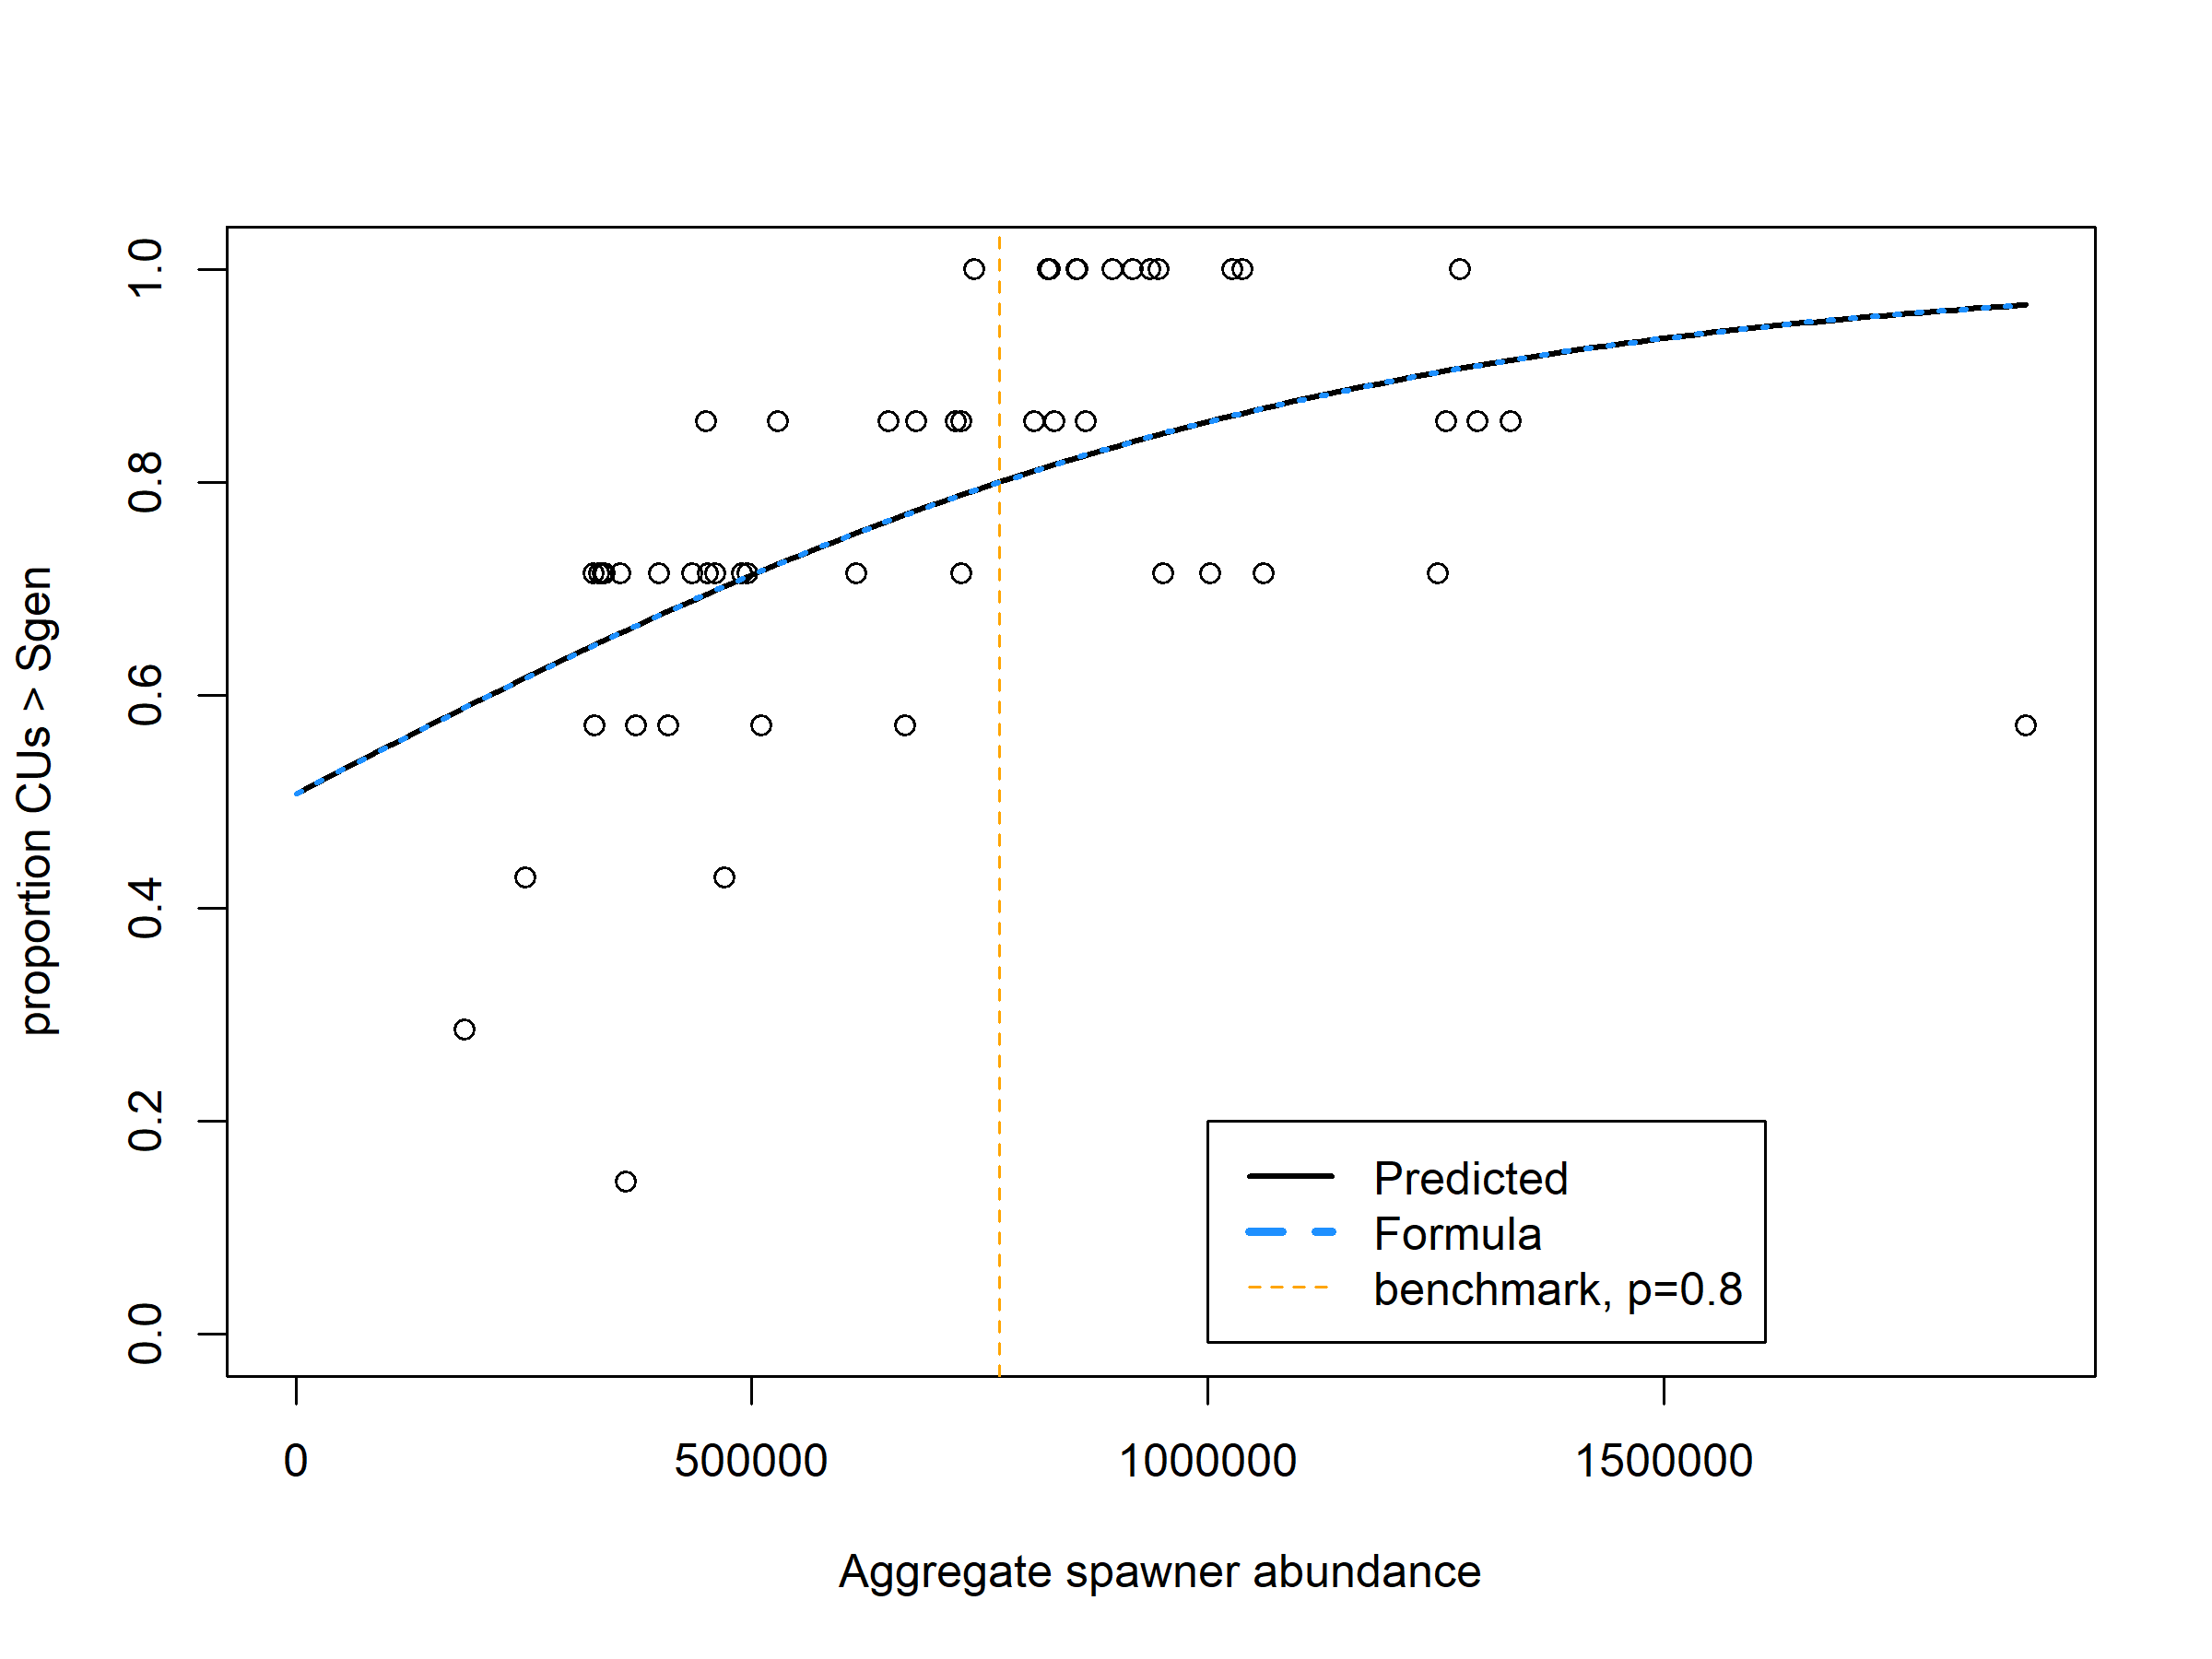 proportion CUs > Sgen
1.0
0.8
0.6
0.4
0.2
0.0
Predicted
Formula
benchmark, p=0.8
0 500000 1000000 1500000
Aggregate spawner abundance